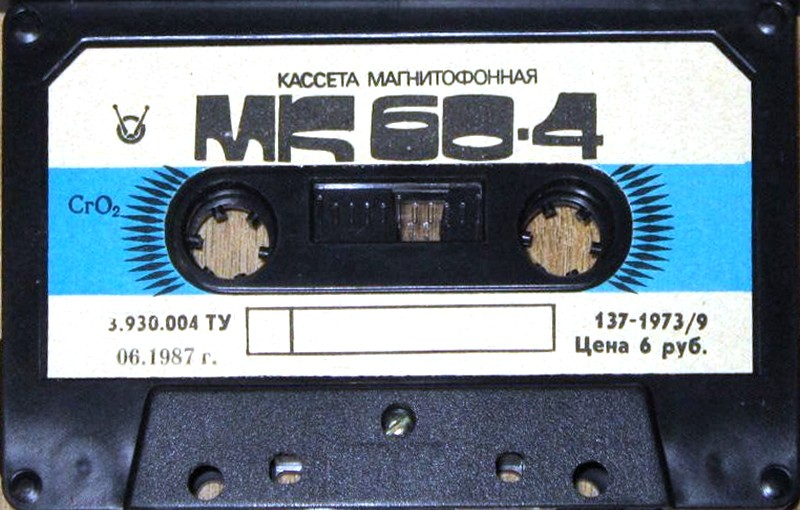 КАССЕТА МАГНИТОФОННАЯ
МК 60-4
CrO₂
3.930.004 ТУ
06.1987 г.
137-1973/9
Цена 6 руб.